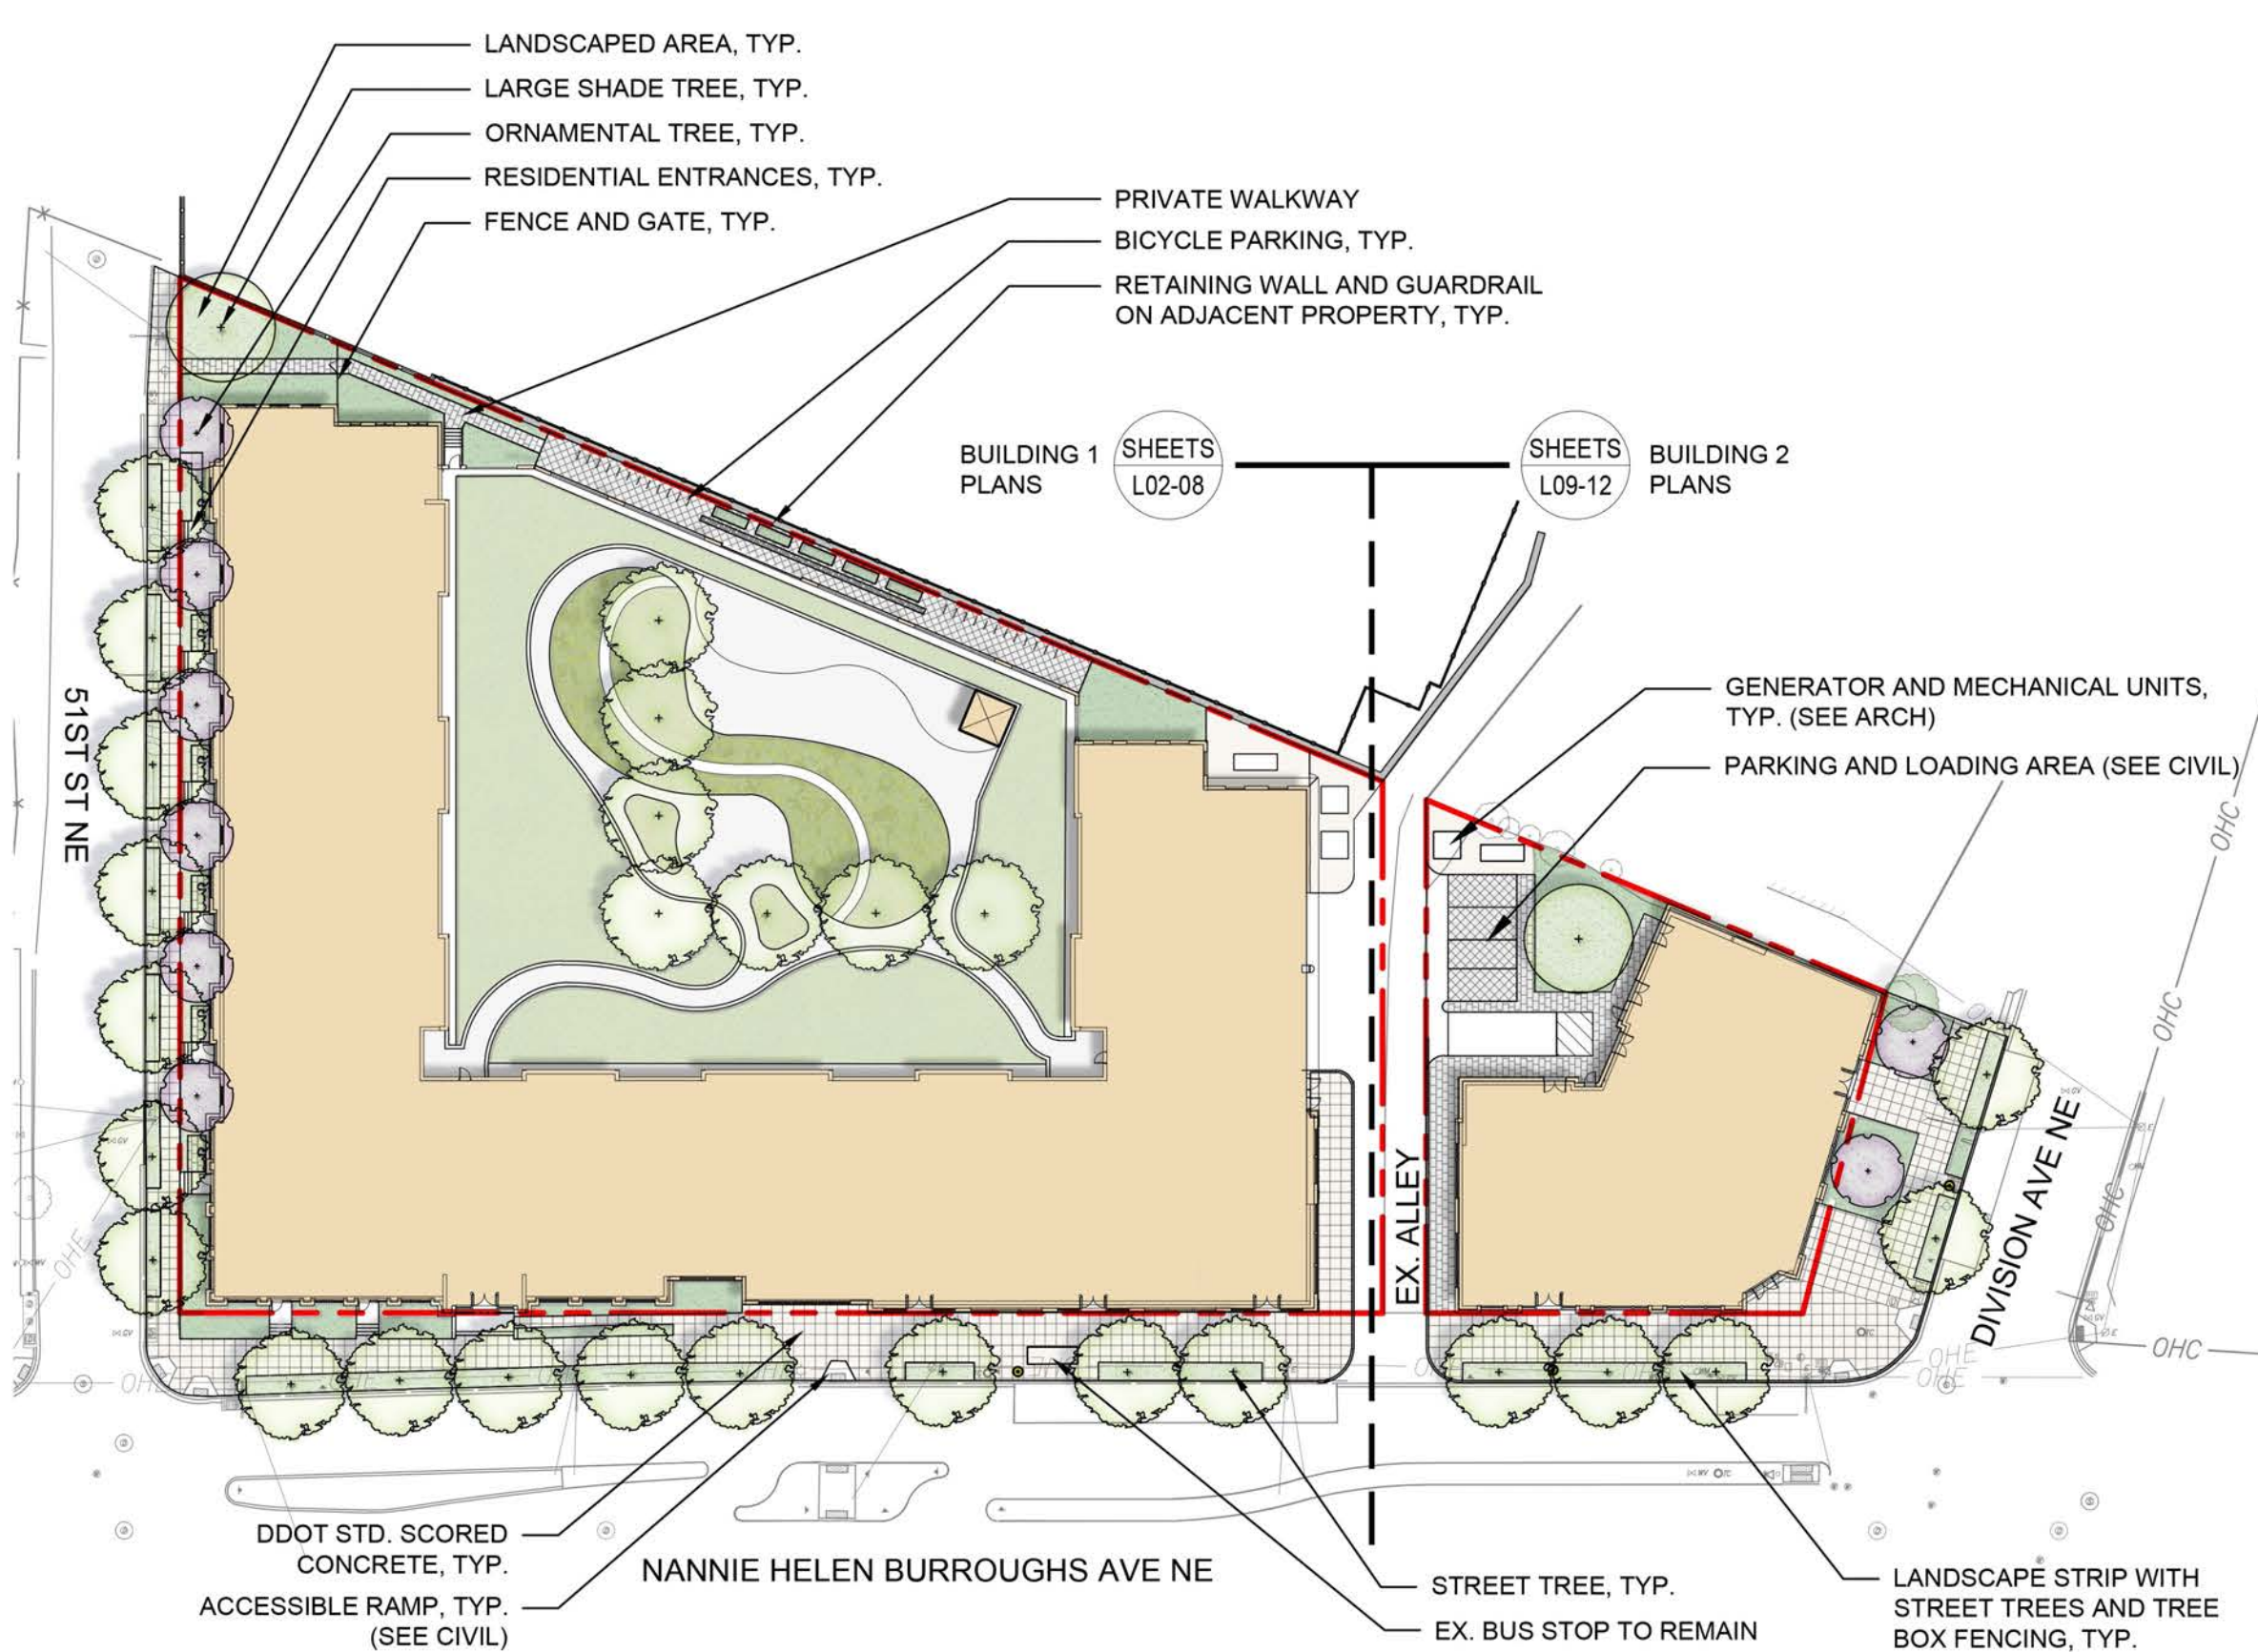 LANDSCAPED AREA, TYP.
LARGE SHADE TREE, TYP.
ORNAMENTAL TREE, TYP.
RESIDENTIAL ENTRANCES, TYP.
FENCE AND GATE, TYP.
PRIVATE WALKWAY
BICYCLE PARKING, TYP.
RETAINING WALL AND GUARDRAIL
ON ADJACENT PROPERTY, TYP.
BUILDING 1
PLANS
SHEETS
L02-08
SHEETS
L09-12
BUILDING 2
PLANS
GENERATOR AND MECHANICAL UNITS,
TYP. (SEE ARCH)
PARKING AND LOADING AREA (SEE CIVIL)
51ST ST NE
EX. ALLEY
DIVISION AVE NE
OHC
OHC
OHC
OHC
OHE
OHE
OHE
DDOT STD. SCORED
CONCRETE, TYP.
ACCESSIBLE RAMP, TYP.
(SEE CIVIL)
NANNIE HELEN BURROUGHS AVE NE
STREET TREE, TYP.
EX. BUS STOP TO REMAIN
LANDSCAPE STRIP WITH
STREET TREES AND TREE
BOX FENCING, TYP.